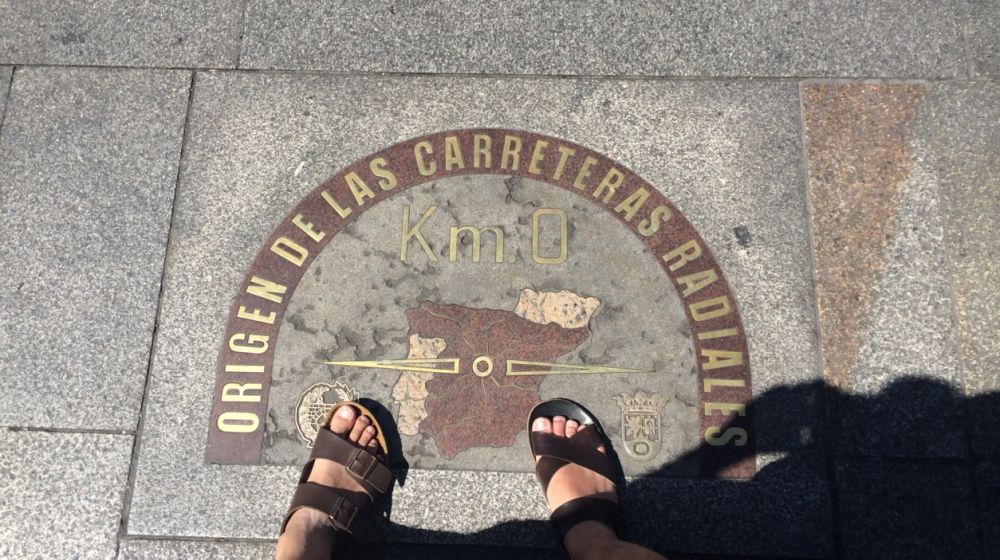 ORIGEN DE LAS CARRETERAS RADIALES
Km. 0